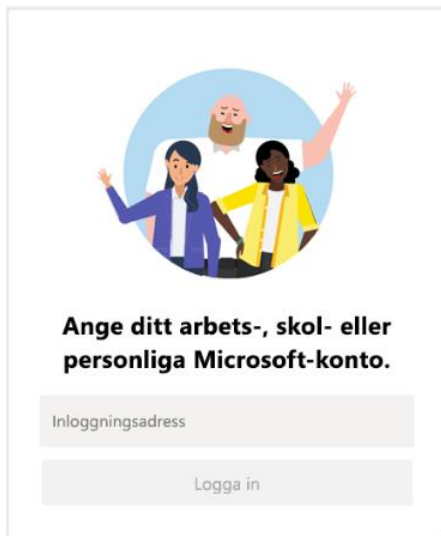 Ange ditt arbets-, skol- eller
personliga Microsoft-konto.
Inloggningsadress
Logga in